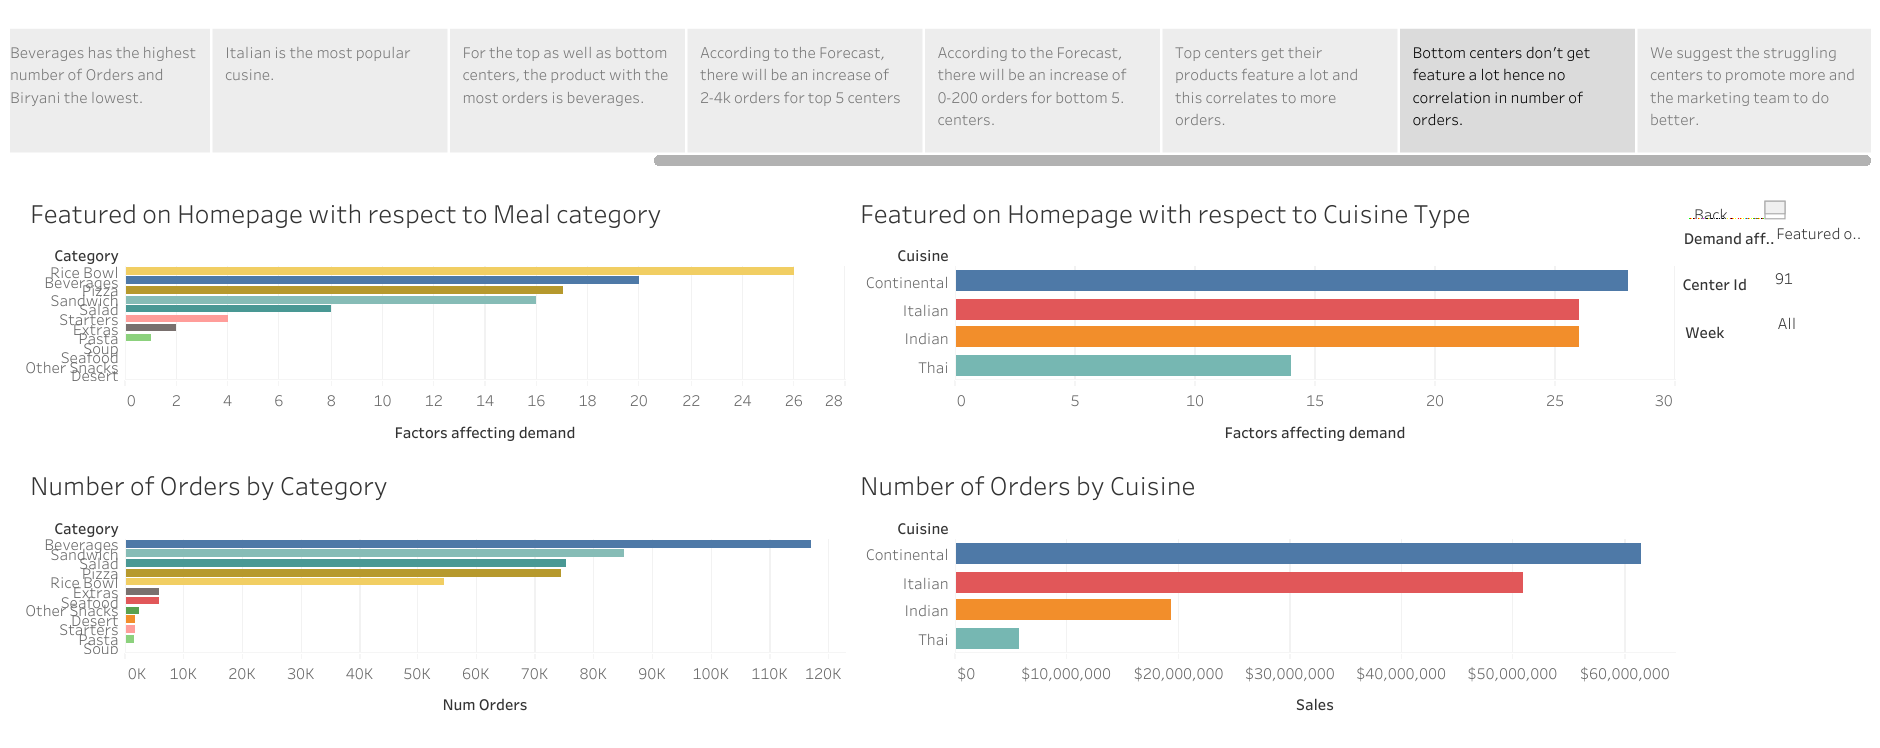 Beverages has the highest
number of Orders and
Biryani the lowest.
Italian is the most popular
cusine.
For the top as well as bottom
centers, the product with the
most orders is beverages.
According to the Forecast,
there will be an increase of
2-4k orders for top 5 centers
According to the Forecast,
there will be an increase of
0-200 orders for bottom 5.
centers.
Top centers get their
products feature a lot and
this correlates to more
orders.
Bottom centers don't get
feature a lot hence no
correlation in number of
orders.
We suggest the struggling
centers to promote more and
the marketing team to do
better.
Featured on Homepage with respect to Meal category
Category
Rice Bowl
Beverages
Pizza
Sandwich
Salad
Starters
Extras
Pasta
Soup
Seafood
Other Snacks
Desert
0 2 4 6 8 10 12 14 16 18 20 22 24 26 28
Factors affecting demand
Featured on Homepage with respect to Cuisine Type
Cuisine
Continental
Italian
Indian
Thai
0 5 10 15 20 25 30
Factors affecting demand
Back
Demand aff.. Featured o..
Center Id 91
Week All
Number of Orders by Category
Category
Beverages
Sandwich
Salad
Pizza
Rice Bowl
Extras
Seafood
Other Snacks
Desert
Starters
Pasta
Soup
0K 10K 20K 30K 40K 50K 60K 70K 80K 90K 100K 110K 120K
Num Orders
Number of Orders by Cuisine
Cuisine
Continental
Italian
Indian
Thai
$0 $10,000,000 $20,000,000 $30,000,000 $40,000,000 $50,000,000 $60,000,000
Sales